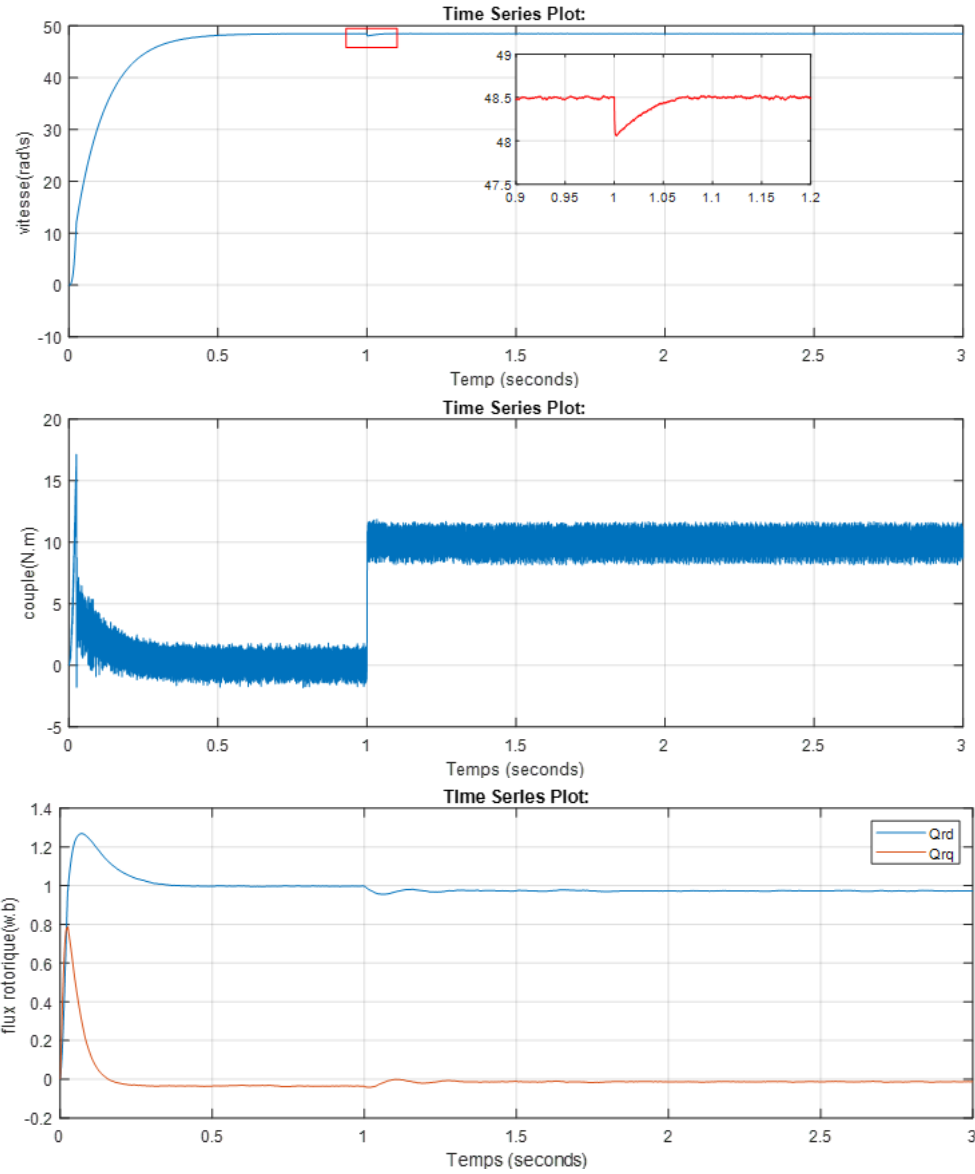 Time Series Plot:
50
40
30
20
10
0
-10
vitesse(rad\s)
49
48.5
48
47.5
0.9 0.95 1 1.05 1.1 1.15 1.2
0 0.5 1 1.5 2 2.5 3
Temp (seconds)
Time Series Plot:
20
15
10
5
0
-5
couple(N.m)
0 0.5 1 1.5 2 2.5 3
Temps (seconds)
Time Series Plot:
1.4
1.2
1
0.8
0.6
0.4
0.2
0
-0.2
flux rotorique(w.b)
Qrd
Qrq
0 0.5 1 1.5 2 2.5 3
Temps (seconds)